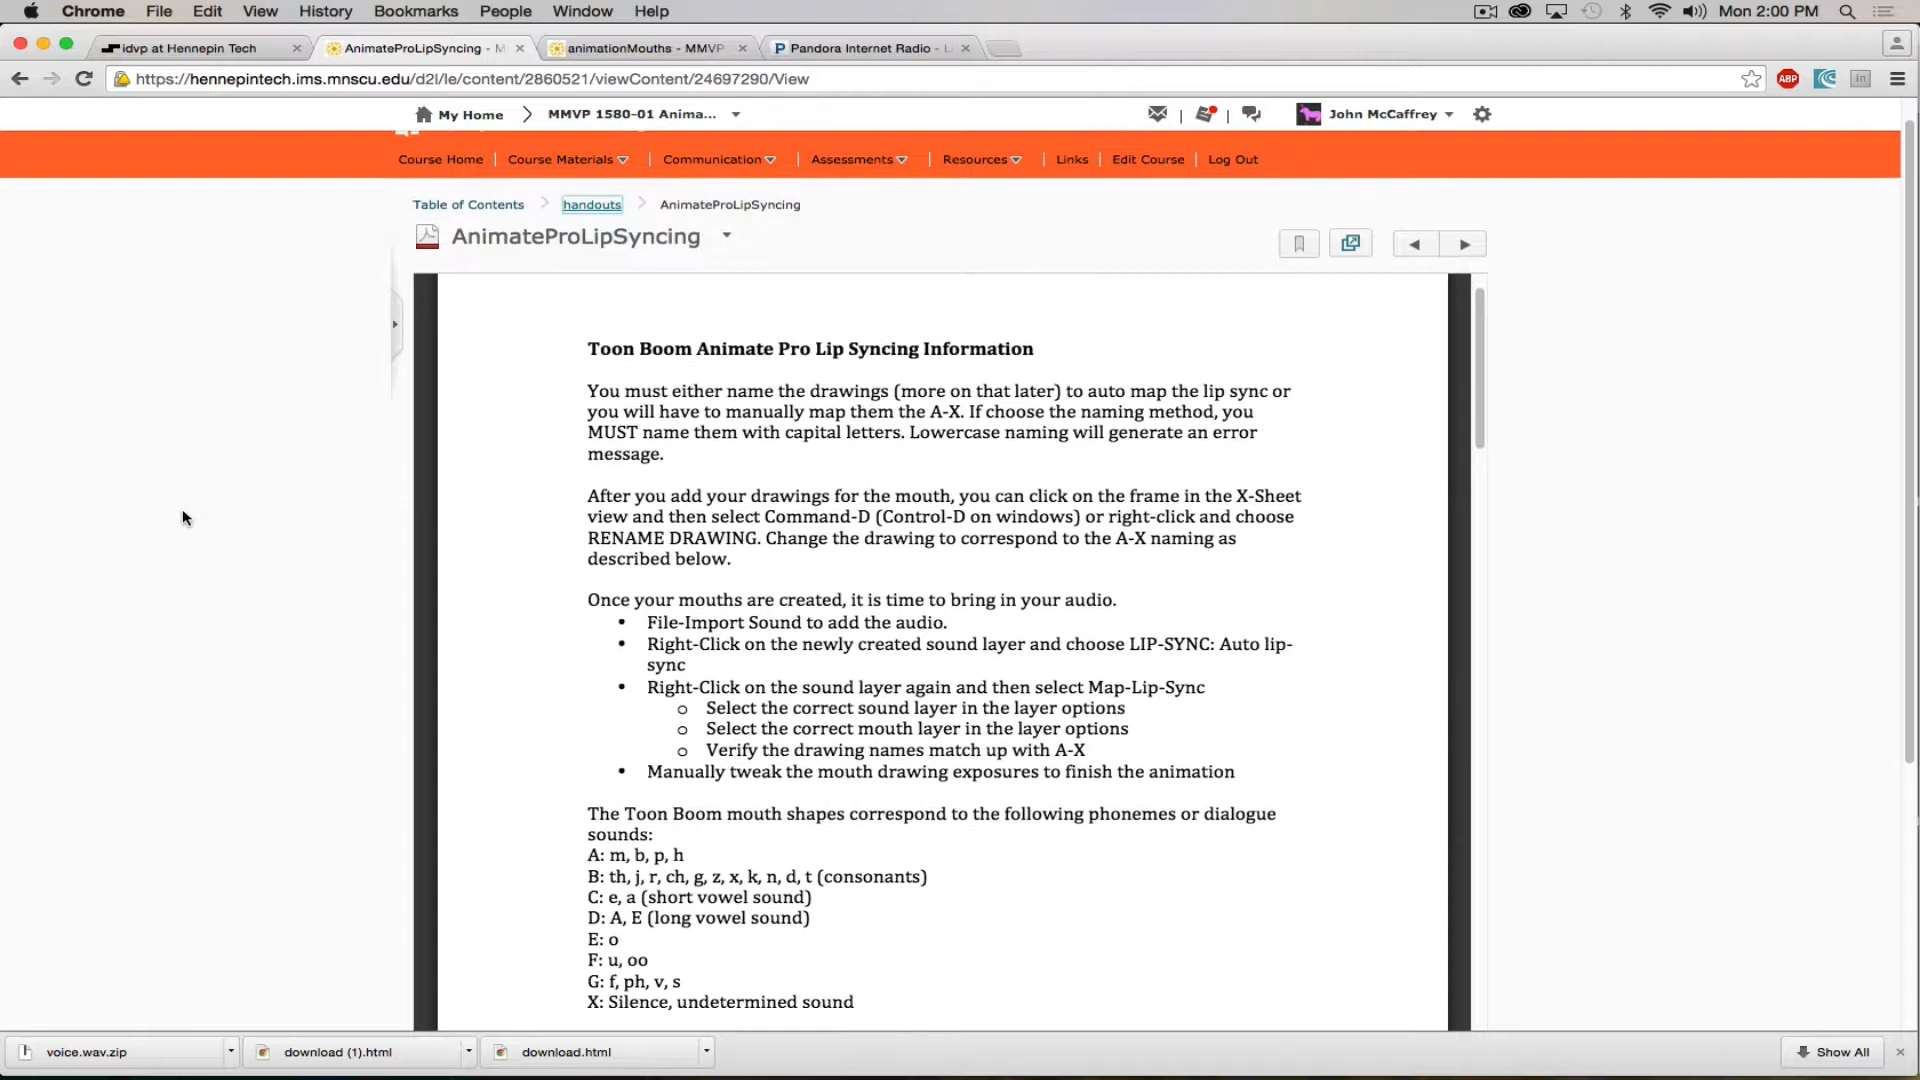 Chrome File Edit View History Bookmarks People Window Help Mon 2:00 PM
idvp at Hennepin Tech AnimateProLipSyncing - M animationMouths - MMVP Pandora Internet Radio - L
https://hennepintech.ims.mnscu.edu/d2l/le/content/2860521/viewContent/24697290/View ABP in
My Home MMVP 1580-01 Anima... John McCaffrey
Course Home Course Materials Communication Assessments Resources Links Edit Course Log Out
Table of Contents handouts AnimateProLipSyncing
AnimateProLipSyncing
Toon Boom Animate Pro Lip Syncing Information
You must either name the drawings (more on that later) to auto map the lip sync or
you will have to manually map them the A-X. If choose the naming method, you
MUST name them with capital letters. Lowercase naming will generate an error
message.
After you add your drawings for the mouth, you can click on the frame in the X-Sheet
view and then select Command-D (Control-D on windows) or right-click and choose
RENAME DRAWING. Change the drawing to correspond to the A-X naming as
described below.
Once your mouths are created, it is time to bring in your audio.
• File-Import Sound to add the audio.
• Right-Click on the newly created sound layer and choose LIP-SYNC: Auto lip-
sync
• Right-Click on the sound layer again and then select Map-Lip-Sync
o Select the correct sound layer in the layer options
o Select the correct mouth layer in the layer options
o Verify the drawing names match up with A-X
• Manually tweak the mouth drawing exposures to finish the animation
The Toon Boom mouth shapes correspond to the following phonemes or dialogue
sounds:
A: m, b, p, h
B: th, j, r, ch, g, z, x, k, n, d, t (consonants)
C: e, a (short vowel sound)
D: A, E (long vowel sound)
E: o
F: u, oo
G: f, ph, v, s
X: Silence, undetermined sound
voice.wav.zip download (1).html download.html Show All